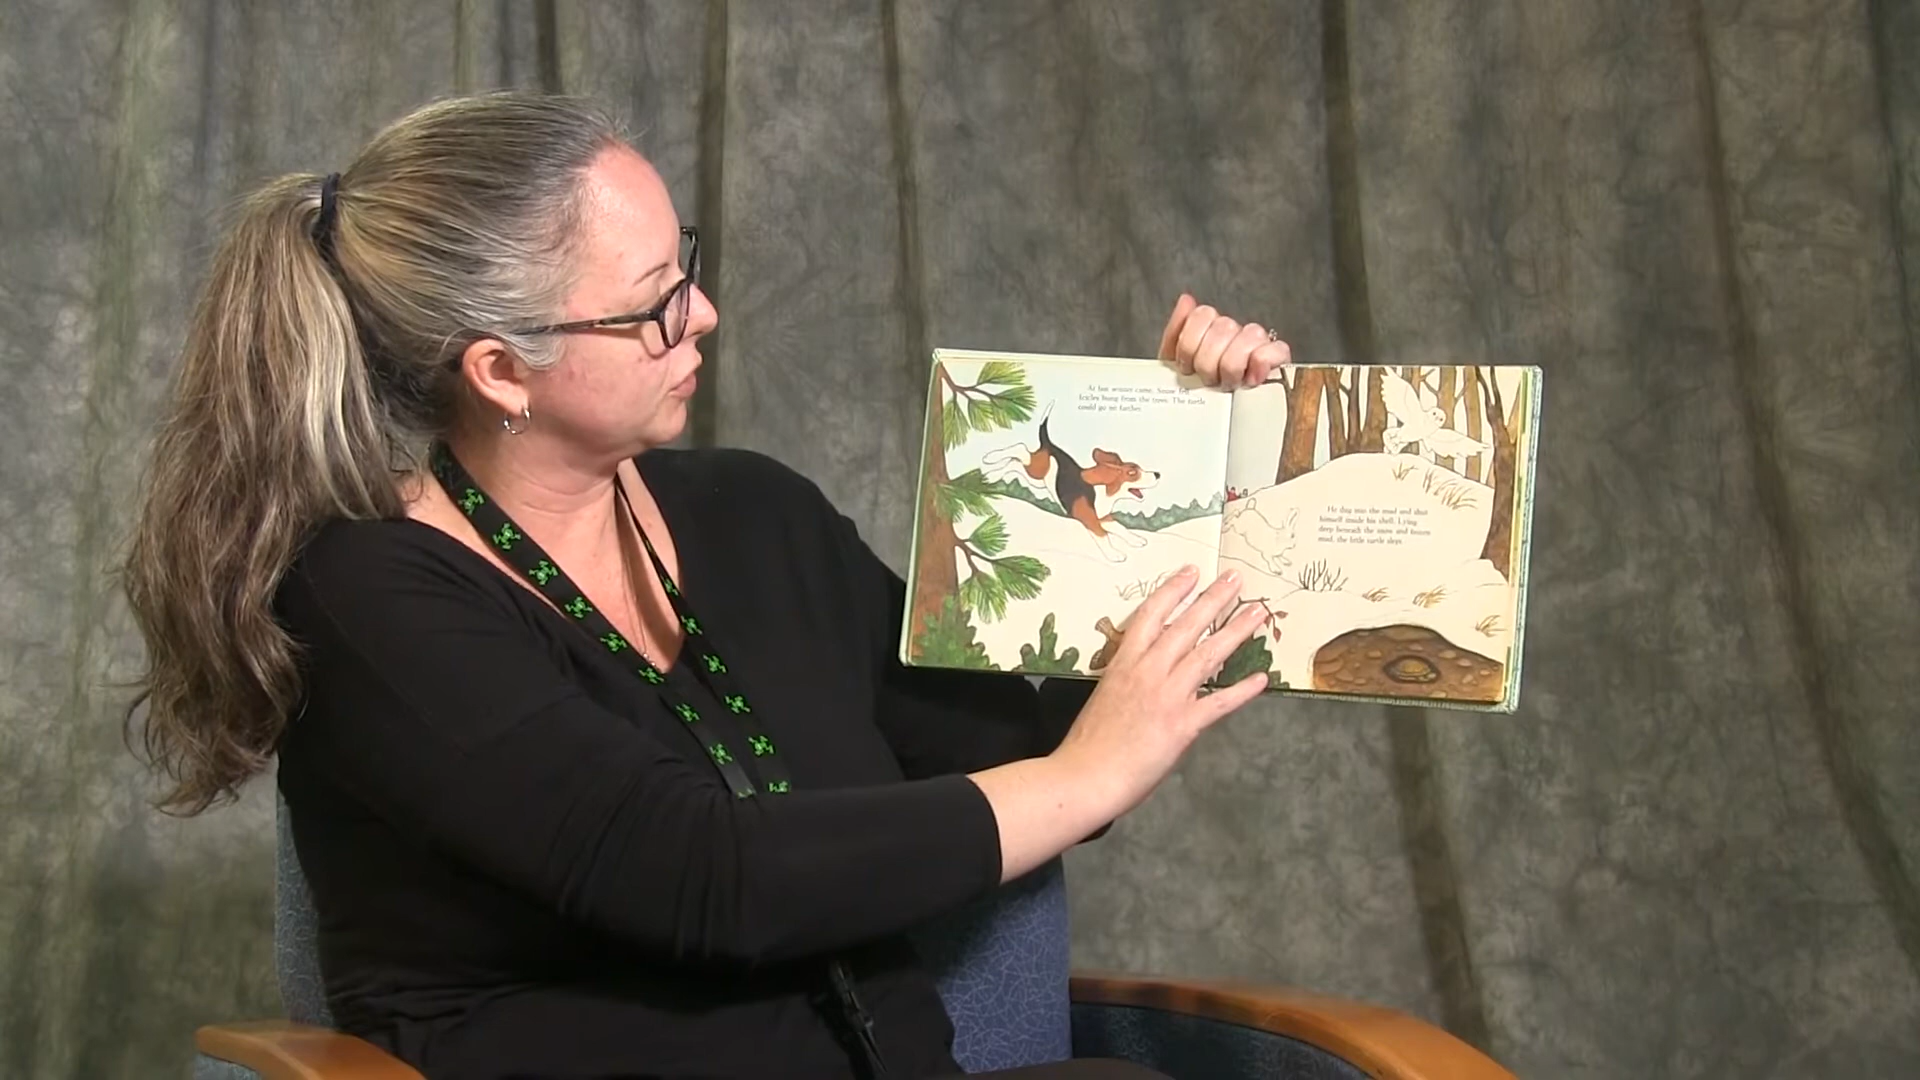 At last winter came. Snow fell.
Icicles hung from the trees. The turtle
could go no farther.
He dug into the mud and shut
himself inside his shell. Lying
deep beneath the snow and frozen
mud, the little turtle slept.